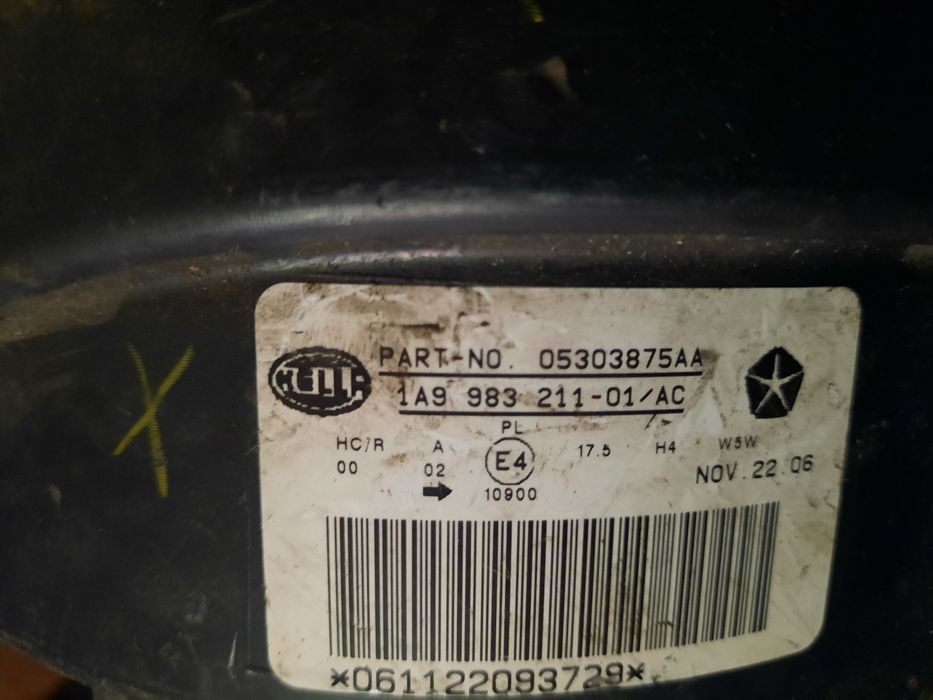 HELLA
PART-NO. 05303875AA
1A9 983 211-01/AC
PL
HC/R A E4 17.5 H4 W5W
00 02 10900 NOV.22.06
*061122093729*